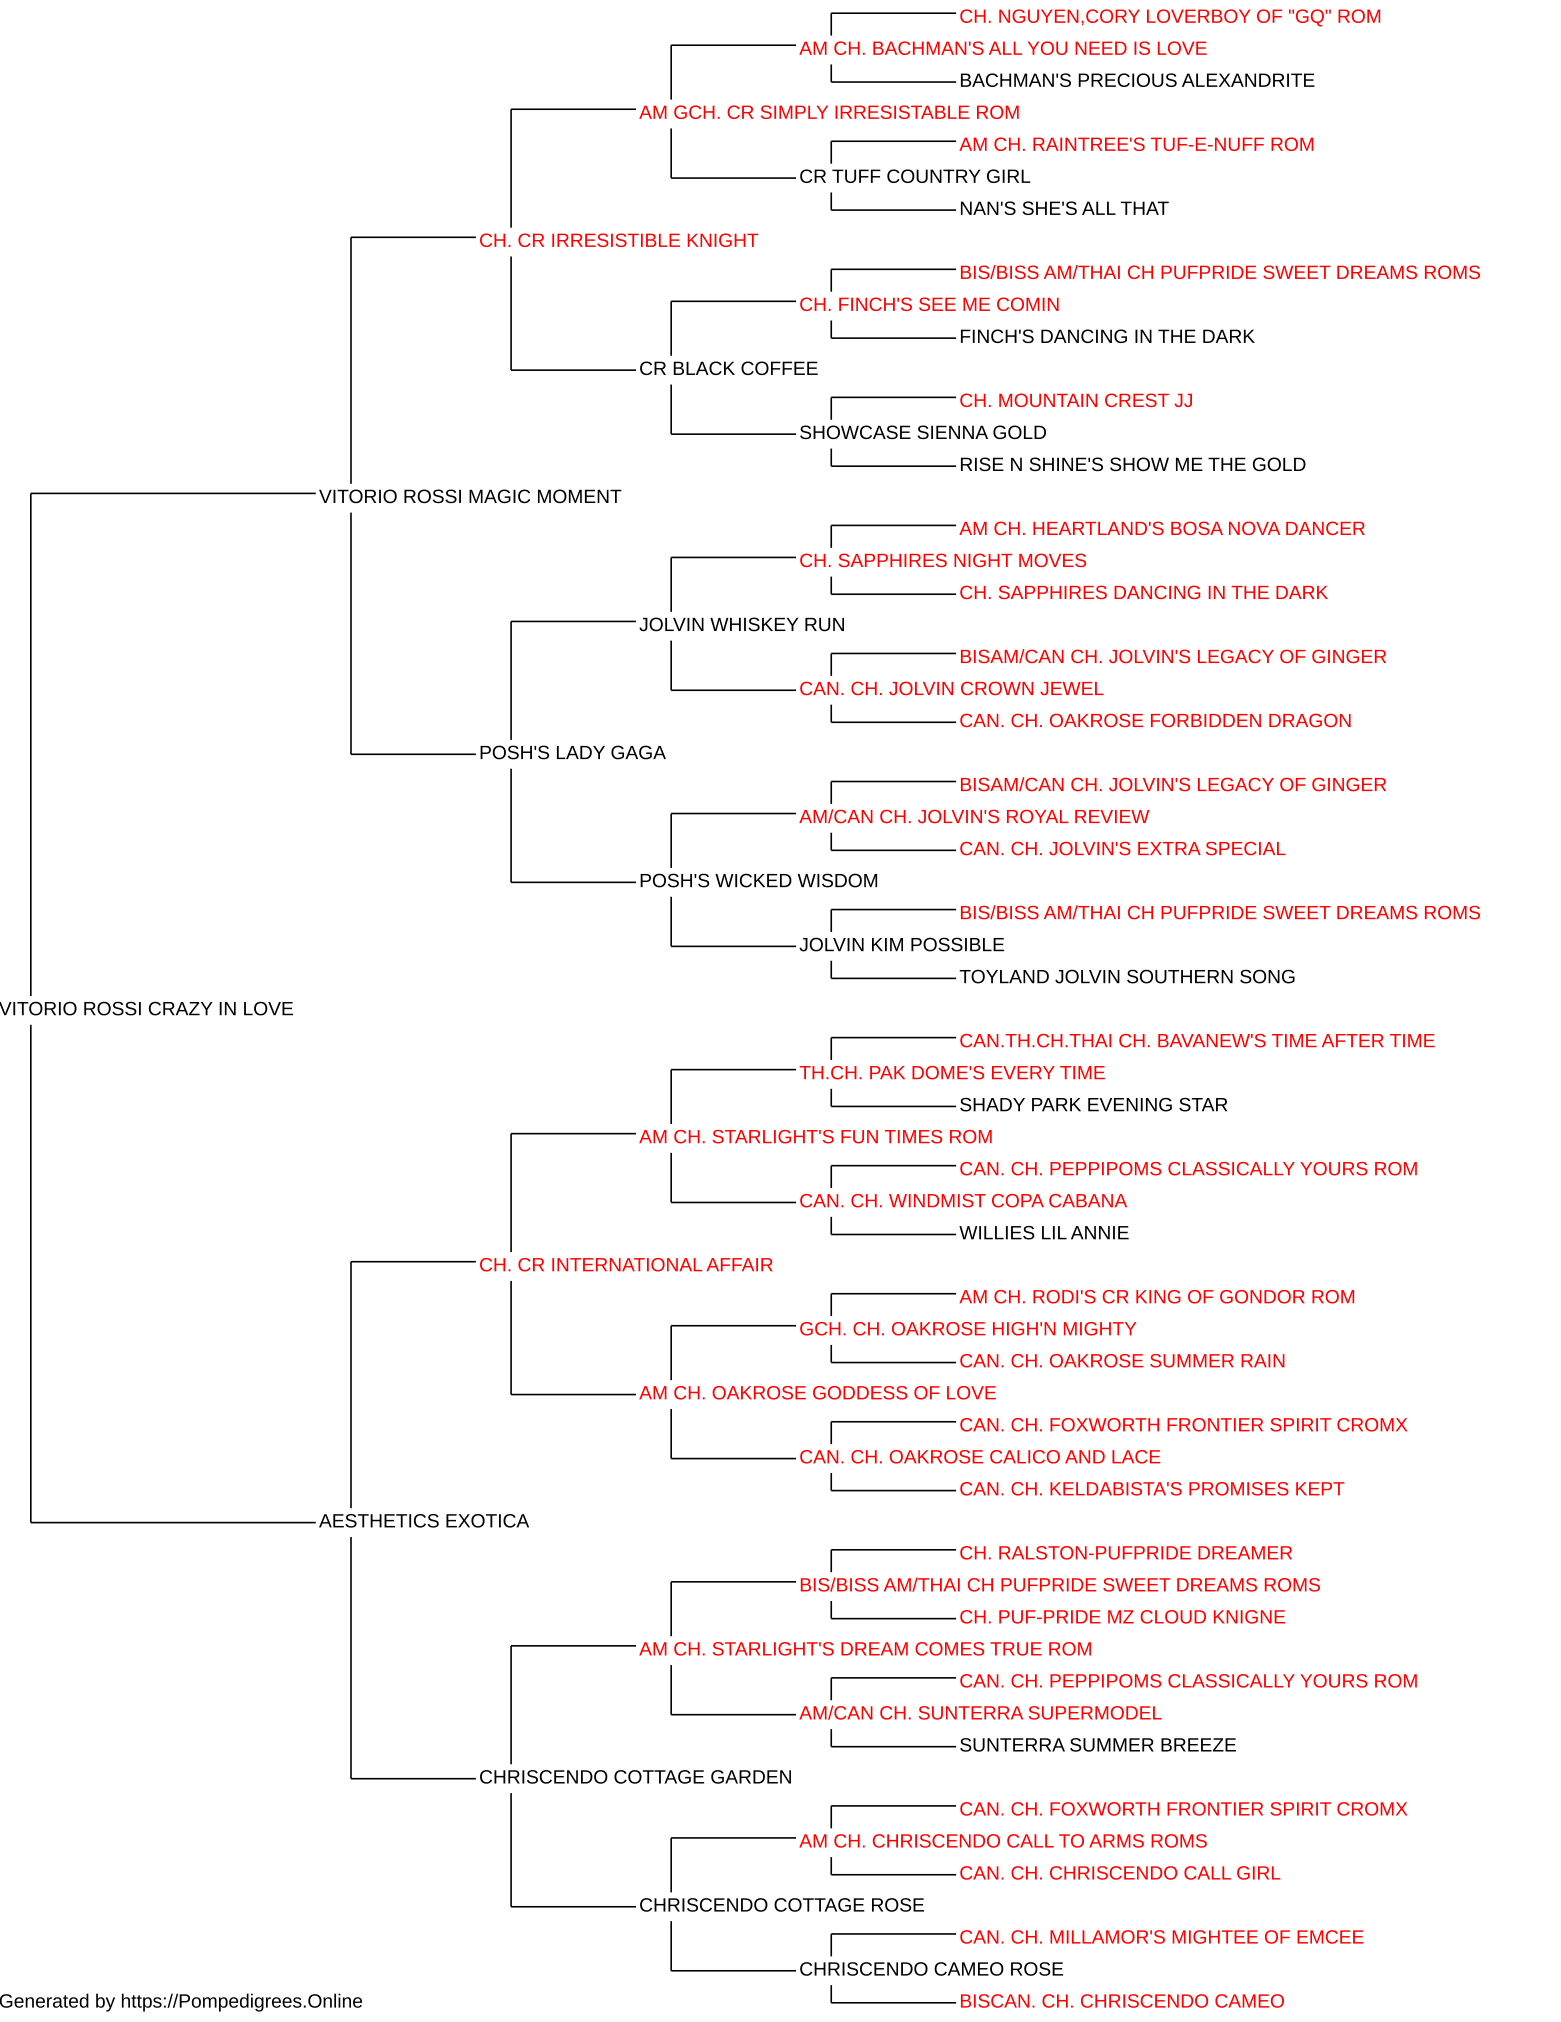 CH. NGUYEN,CORY LOVERBOY OF "GQ" ROM
AM CH. BACHMAN'S ALL YOU NEED IS LOVE
BACHMAN'S PRECIOUS ALEXANDRITE
AM GCH. CR SIMPLY IRRESISTABLE ROM
AM CH. RAINTREE'S TUF-E-NUFF ROM
CR TUFF COUNTRY GIRL
NAN'S SHE'S ALL THAT
CH. CR IRRESISTIBLE KNIGHT
BIS/BISS AM/THAI CH PUFPRIDE SWEET DREAMS ROMS
CH. FINCH'S SEE ME COMIN
FINCH'S DANCING IN THE DARK
CR BLACK COFFEE
CH. MOUNTAIN CREST JJ
SHOWCASE SIENNA GOLD
RISE N SHINE'S SHOW ME THE GOLD
VITORIO ROSSI MAGIC MOMENT
AM CH. HEARTLAND'S BOSA NOVA DANCER
CH. SAPPHIRES NIGHT MOVES
CH. SAPPHIRES DANCING IN THE DARK
JOLVIN WHISKEY RUN
BISAM/CAN CH. JOLVIN'S LEGACY OF GINGER
CAN. CH. JOLVIN CROWN JEWEL
CAN. CH. OAKROSE FORBIDDEN DRAGON
POSH'S LADY GAGA
BISAM/CAN CH. JOLVIN'S LEGACY OF GINGER
AM/CAN CH. JOLVIN'S ROYAL REVIEW
CAN. CH. JOLVIN'S EXTRA SPECIAL
POSH'S WICKED WISDOM
BIS/BISS AM/THAI CH PUFPRIDE SWEET DREAMS ROMS
JOLVIN KIM POSSIBLE
TOYLAND JOLVIN SOUTHERN SONG
VITORIO ROSSI CRAZY IN LOVE
CAN.TH.CH.THAI CH. BAVANEW'S TIME AFTER TIME
TH.CH. PAK DOME'S EVERY TIME
SHADY PARK EVENING STAR
AM CH. STARLIGHT'S FUN TIMES ROM
CAN. CH. PEPPIPOMS CLASSICALLY YOURS ROM
CAN. CH. WINDMIST COPA CABANA
WILLIES LIL ANNIE
CH. CR INTERNATIONAL AFFAIR
AM CH. RODI'S CR KING OF GONDOR ROM
GCH. CH. OAKROSE HIGH'N MIGHTY
CAN. CH. OAKROSE SUMMER RAIN
AM CH. OAKROSE GODDESS OF LOVE
CAN. CH. FOXWORTH FRONTIER SPIRIT CROMX
CAN. CH. OAKROSE CALICO AND LACE
CAN. CH. KELDABISTA'S PROMISES KEPT
AESTHETICS EXOTICA
CH. RALSTON-PUFPRIDE DREAMER
BIS/BISS AM/THAI CH PUFPRIDE SWEET DREAMS ROMS
CH. PUF-PRIDE MZ CLOUD KNIGNE
AM CH. STARLIGHT'S DREAM COMES TRUE ROM
CAN. CH. PEPPIPOMS CLASSICALLY YOURS ROM
AM/CAN CH. SUNTERRA SUPERMODEL
SUNTERRA SUMMER BREEZE
CHRISCENDO COTTAGE GARDEN
CAN. CH. FOXWORTH FRONTIER SPIRIT CROMX
AM CH. CHRISCENDO CALL TO ARMS ROMS
CAN. CH. CHRISCENDO CALL GIRL
CHRISCENDO COTTAGE ROSE
CAN. CH. MILLAMOR'S MIGHTEE OF EMCEE
CHRISCENDO CAMEO ROSE
BISCAN. CH. CHRISCENDO CAMEO
Generated by https://Pompedigrees.Online